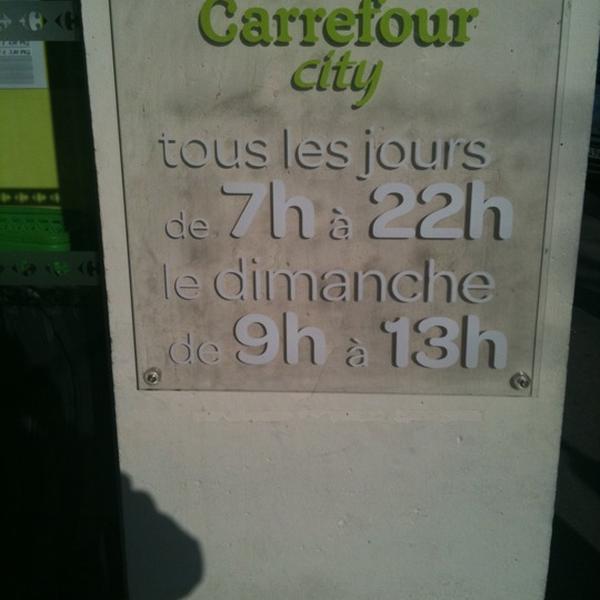 Carrefour
city
tous les jours
de 7h à 22h
le dimanche
de 9h à 13h